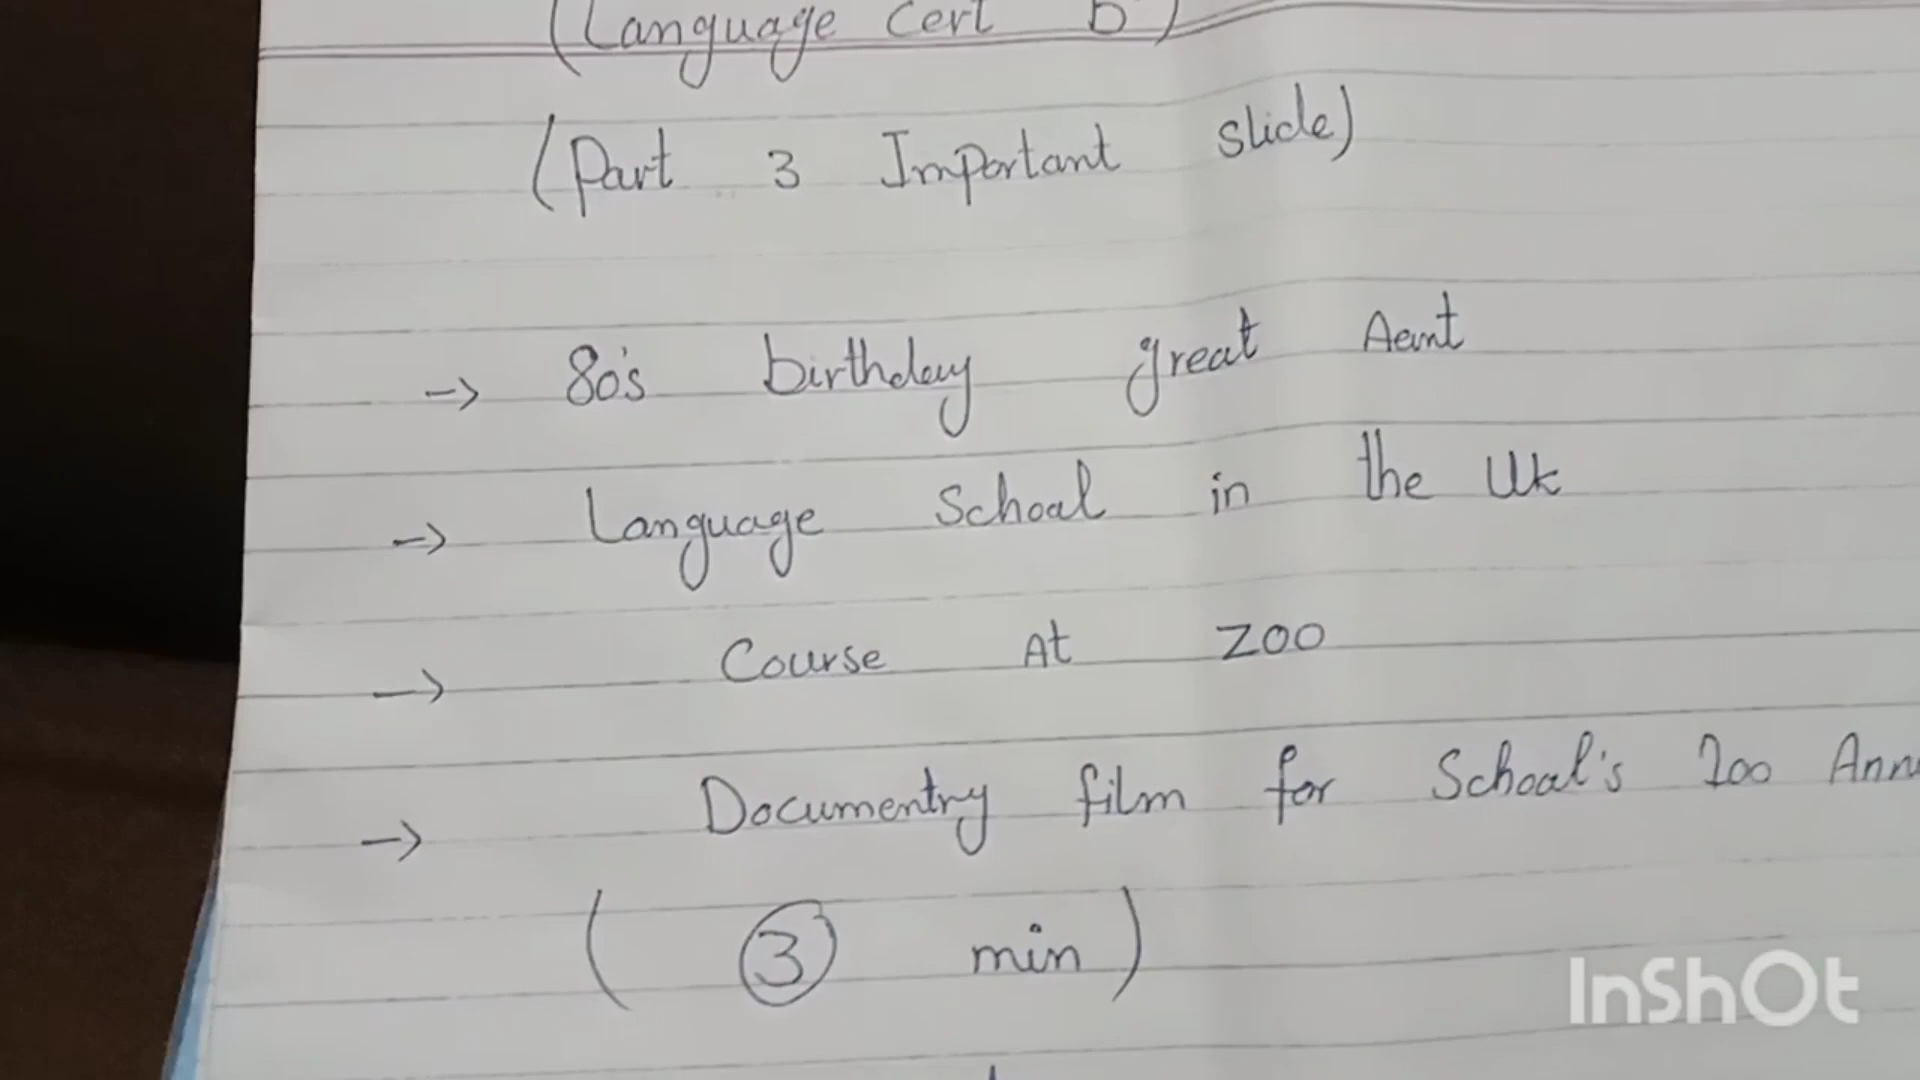 (Language Cert B)
(Part 3 Important slide)
-> 80's birthday great Aunt
-> Language School in the UK
-> Course At ZOO
-> Documentry film for School's 200
( 3 min )
InShOt